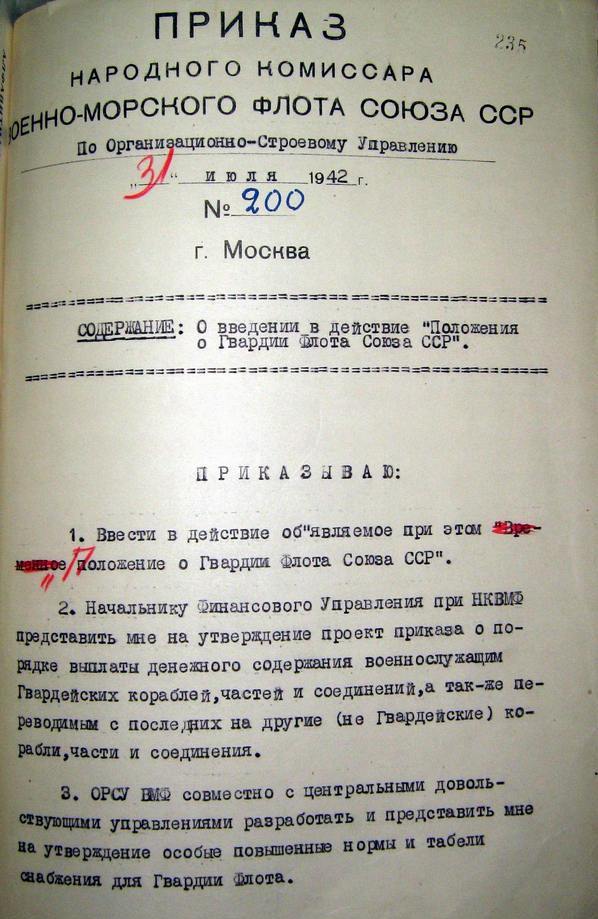 235
ПРИКАЗ
НАРОДНОГО КОМИССАРА
ВОЕННО-МОРСКОГО ФЛОТА СОЮЗА ССР
По Организационно-Строевому Управлению
„31“ июля 1942 г.
№ 200
г. Москва
СОДЕРЖАНИЕ: О введении в действие "Положения
о Гвардии Флота Союза ССР".
ПРИКАЗЫВАЮ:
1. Ввести в действие об"являемое при этом "Вре-
менное „Положение о Гвардии Флота Союза ССР".
2. Начальнику Финансового Управления при НКВМФ
представить мне на утверждение проект приказа о по-
рядке выплаты денежного содержания военнослужащим
Гвардейских кораблей,частей и соединений,а так-же пе-
реводимым с последних на другие (не Гвардейские) ко-
рабли,части и соединения.
3. ОРСУ ВМФ совместно с центральными доволь-
ствующими управлениями разработать и представить мне
на утверждение особые повышенные нормы и табели
снабжения для Гвардии Флота.